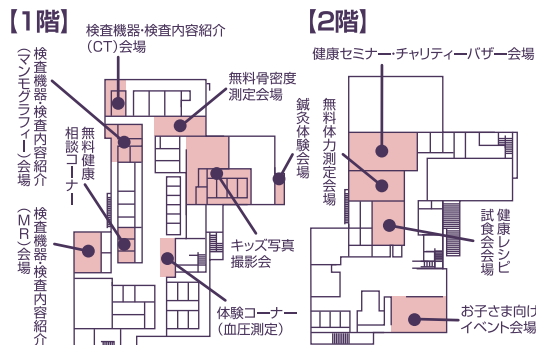 【1階】
検査機器・検査内容紹介
(CT)会場
検査機器・検査内容紹介
(マンモグラフィー)会場
無料骨密度
測定会場
無料健康
相談コーナー
鍼灸体験会場
検査機器・検査内容紹介
(MR)会場
キッズ写真
撮影会
体験コーナー
(血圧測定)
【2階】
健康セミナー・チャリティーバザー会場
無料体力測定会場
健康レシピ
試食会会場
お子さま向け
イベント会場